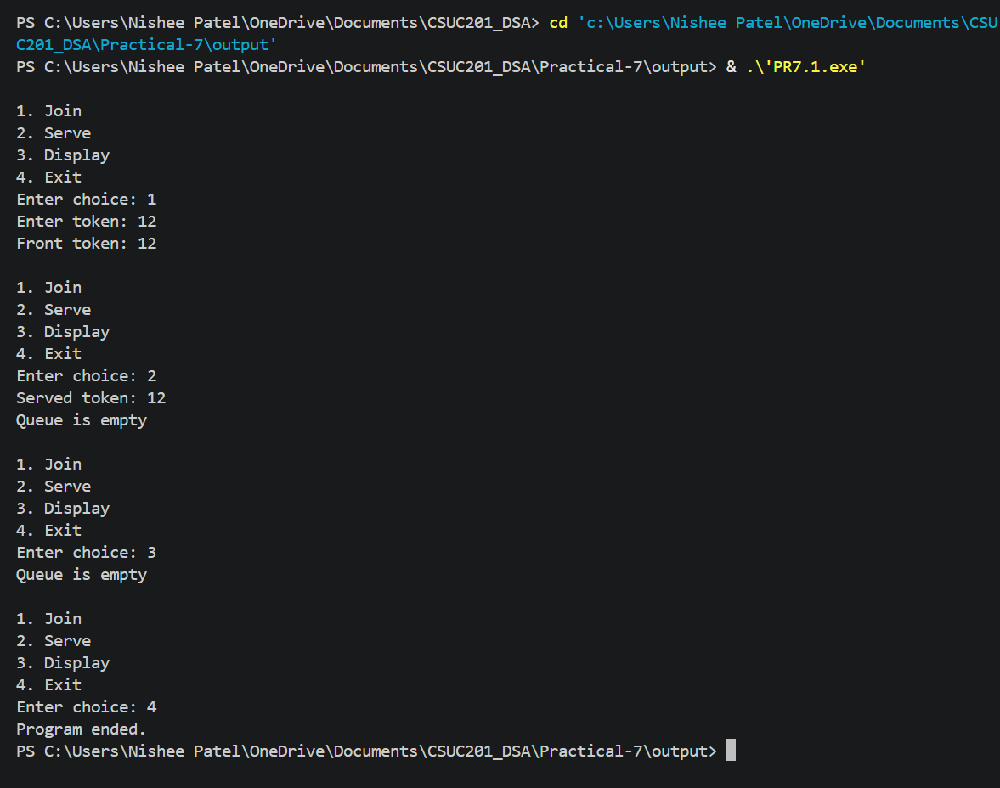 PS C:\Users\Nishee Patel\OneDrive\Documents\CSUC201_DSA> cd 'c:\Users\Nishee Patel\OneDrive\Documents\CSU
C201_DSA\Practical-7\output'
PS C:\Users\Nishee Patel\OneDrive\Documents\CSUC201_DSA\Practical-7\output> & .\'PR7.1.exe'

1. Join
2. Serve
3. Display
4. Exit
Enter choice: 1
Enter token: 12
Front token: 12

1. Join
2. Serve
3. Display
4. Exit
Enter choice: 2
Served token: 12
Queue is empty

1. Join
2. Serve
3. Display
4. Exit
Enter choice: 3
Queue is empty

1. Join
2. Serve
3. Display
4. Exit
Enter choice: 4
Program ended.
PS C:\Users\Nishee Patel\OneDrive\Documents\CSUC201_DSA\Practical-7\output>